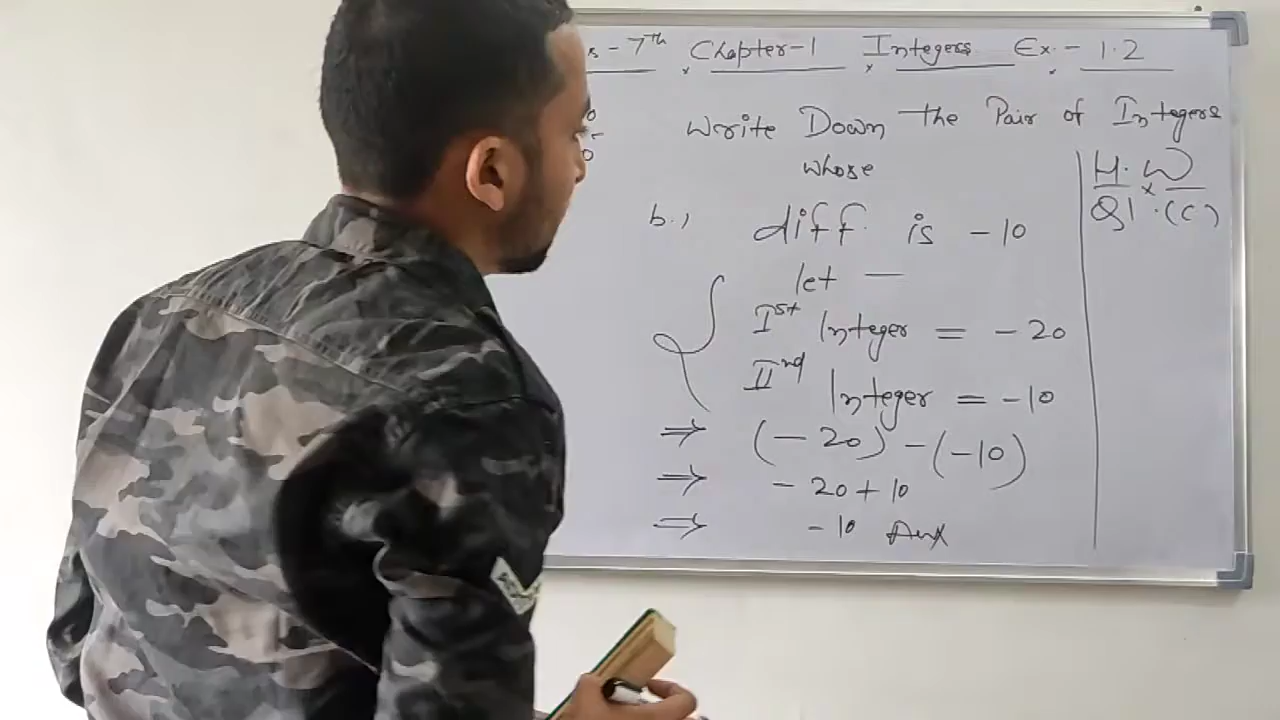 s - 7th Chapter-1 Integers Ex. - 1.2
Write Down the Pair of Integers
whose
b.) diff. is -10
let —
Ist Integer = -20
IInd Integer = -10
⇒ (-20) - (-10)
⇒ -20 + 10
⇒ -10 Ans
H.W
Q1.(c)